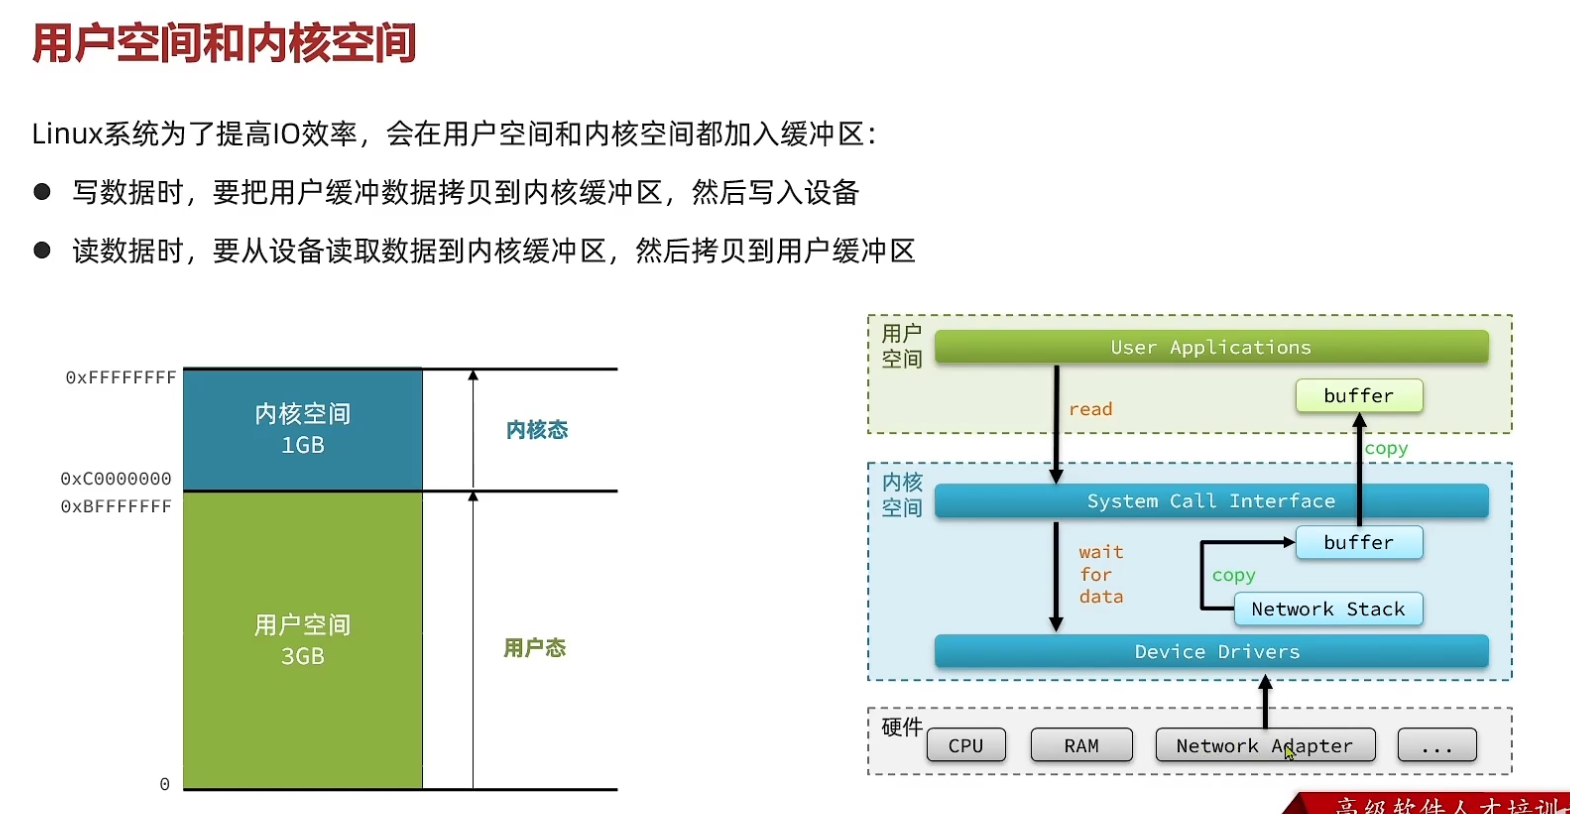 用户空间和内核空间
Linux系统为了提高IO效率，会在用户空间和内核空间都加入缓冲区：
● 写数据时，要把用户缓冲数据拷贝到内核缓冲区，然后写入设备
● 读数据时，要从设备读取数据到内核缓冲区，然后拷贝到用户缓冲区
0xFFFFFFFF
内核空间
1GB
内核态
0xC0000000
0xBFFFFFFF
用户空间
3GB
用户态
0
用户
空间
User Applications
read
buffer
copy
内核
空间
System Call Interface
wait
for
data
buffer
copy
Network Stack
Device Drivers
硬件
CPU
RAM
Network Adapter
...
高级软件人才培训